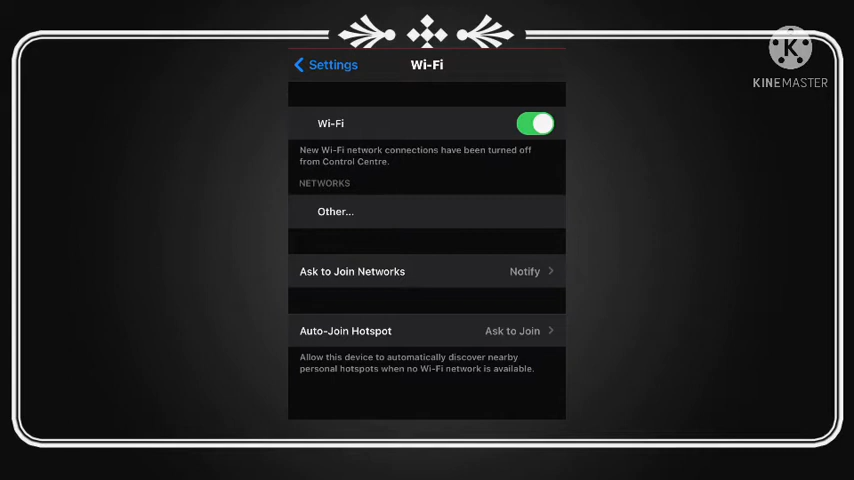 K
KINEMASTER
Settings
Wi-Fi
Wi-Fi
New Wi-Fi network connections have been turned off
from Control Centre.
NETWORKS
Other...
Ask to Join Networks Notify
Auto-Join Hotspot Ask to Join
Allow this device to automatically discover nearby
personal hotspots when no Wi-Fi network is available.